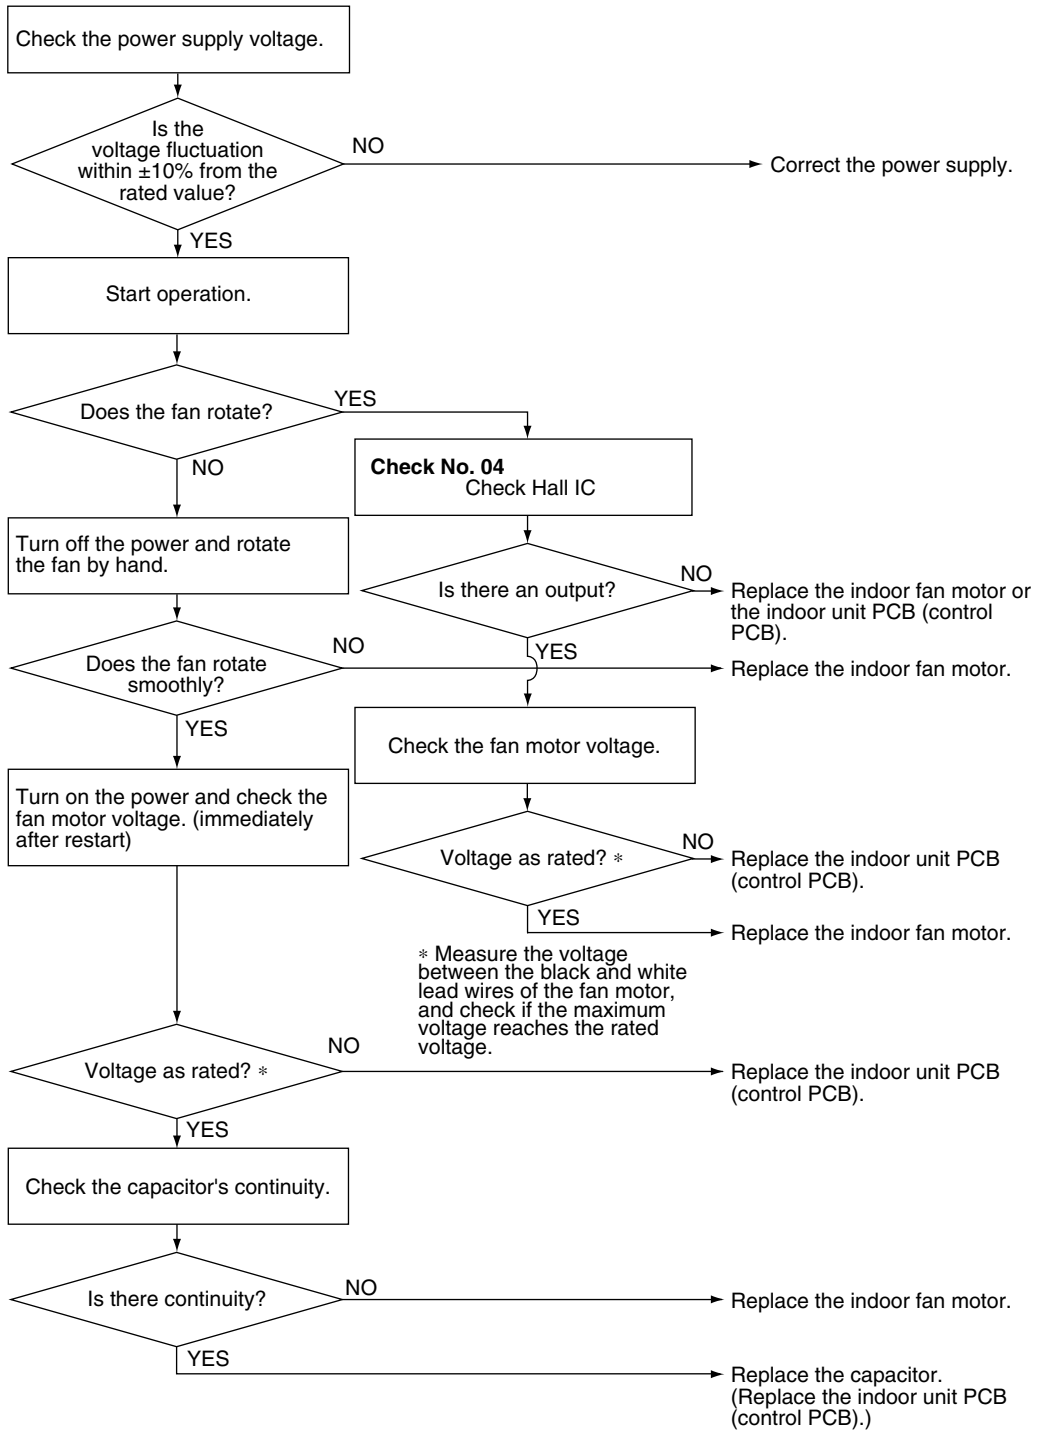 Check the power supply voltage.
Is the
voltage fluctuation
within ±10% from the
rated value?
NO
Correct the power supply.
YES
Start operation.
Does the fan rotate?
YES
NO
Check No. 04
Check Hall IC
Turn off the power and rotate
the fan by hand.
Is there an output?
NO
Replace the indoor fan motor or
the indoor unit PCB (control
PCB).
YES
Does the fan rotate
smoothly?
NO
Replace the indoor fan motor.
YES
Check the fan motor voltage.
Turn on the power and check the
fan motor voltage. (immediately
after restart)
Voltage as rated? *
NO
Replace the indoor unit PCB
(control PCB).
YES
Replace the indoor fan motor.
* Measure the voltage
between the black and white
lead wires of the fan motor,
and check if the maximum
voltage reaches the rated
voltage.
Voltage as rated? *
NO
Replace the indoor unit PCB
(control PCB).
YES
Check the capacitor's continuity.
Is there continuity?
NO
Replace the indoor fan motor.
YES
Replace the capacitor.
(Replace the indoor unit PCB
(control PCB).)